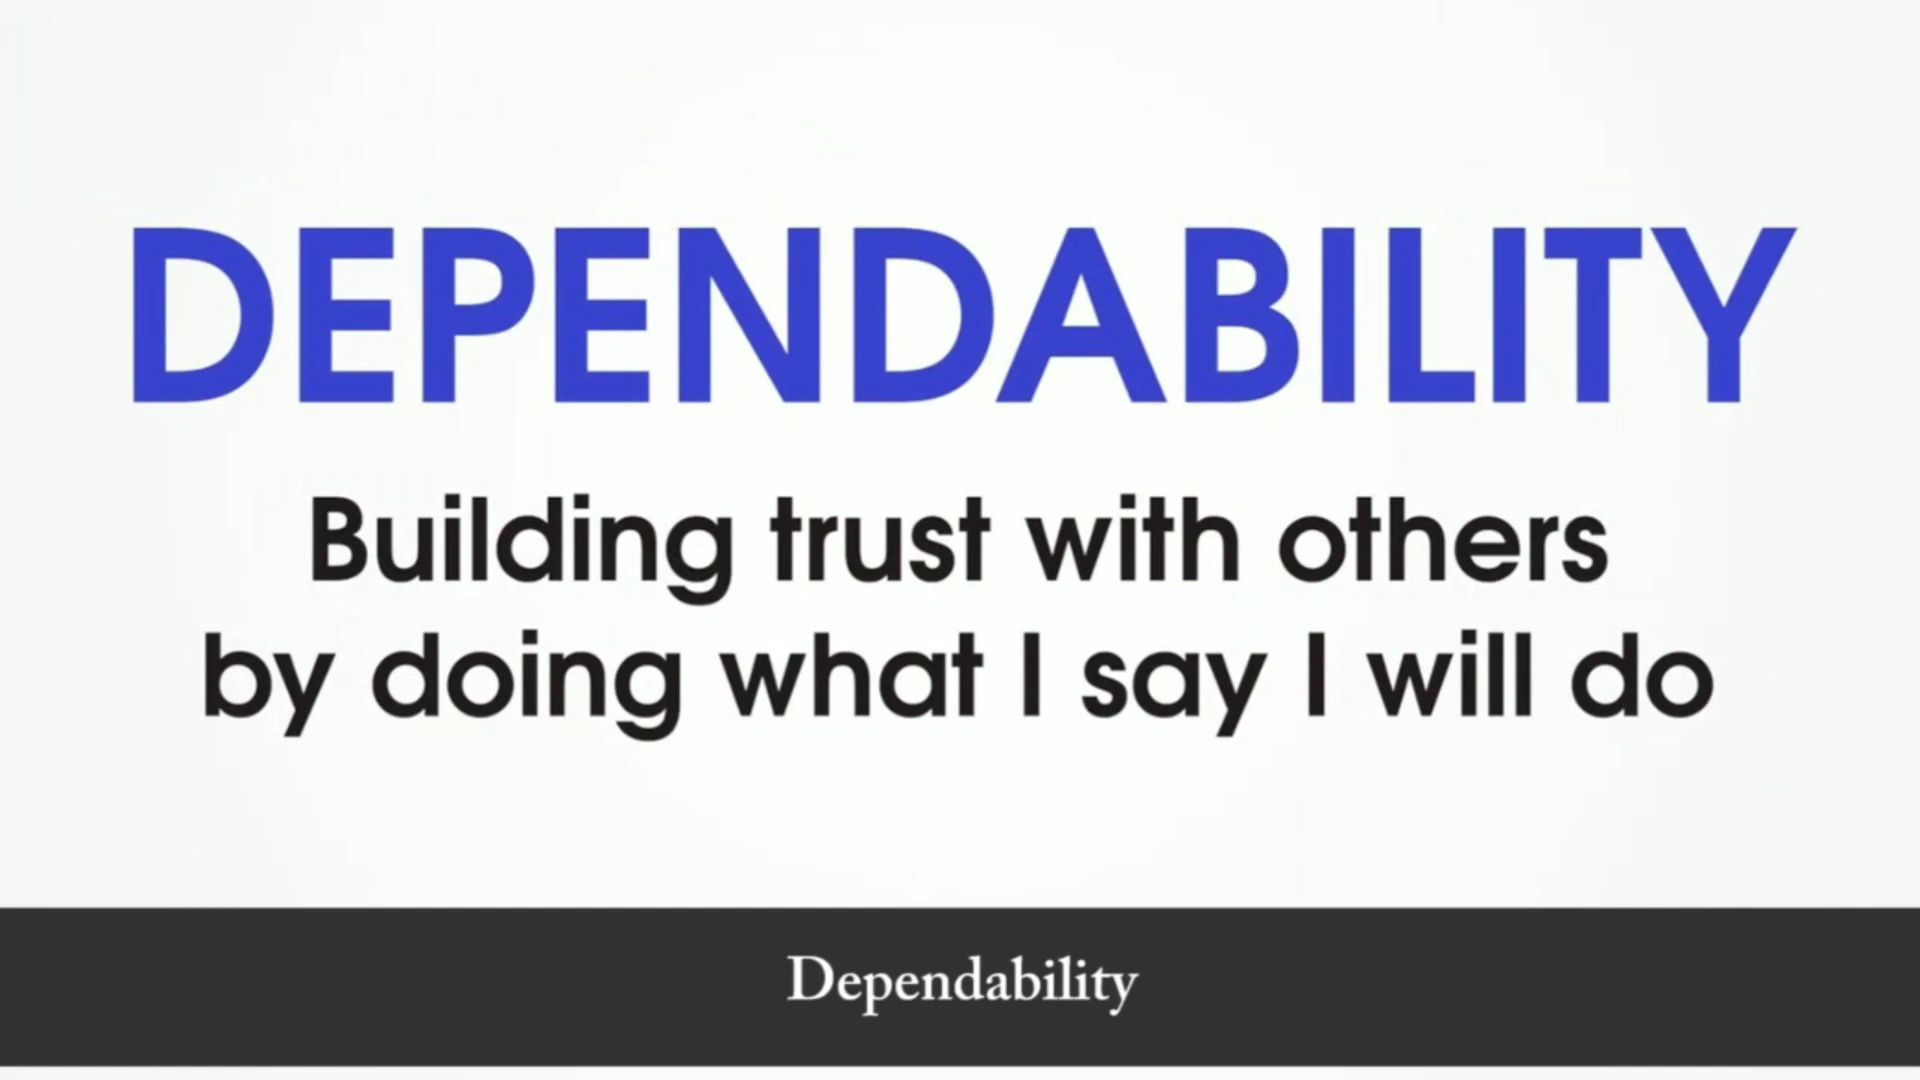 DEPENDABILITY
Building trust with others
by doing what I say I will do
Dependability